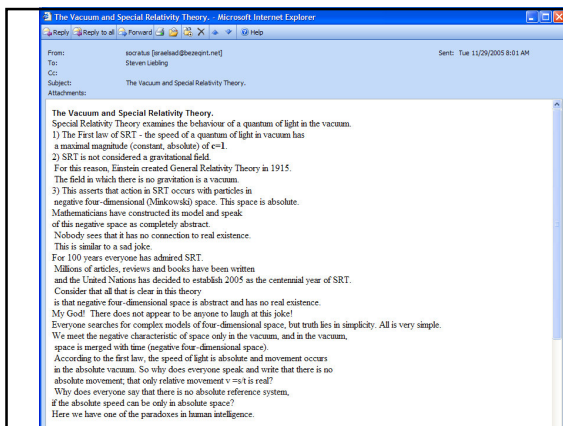 The Vacuum and Special Relativity Theory. - Microsoft Internet Explorer
Reply Reply to all Forward Help
From: socratus [israelsad@bezeqint.net] Sent: Tue 11/29/2005 8:01 AM
To: Steven Liebling
Cc:
Subject: The Vacuum and Special Relativity Theory.
Attachments:
The Vacuum and Special Relativity Theory.
Special Relativity Theory examines the behaviour of a quantum of light in the vacuum.
1) The First law of SRT - the speed of a quantum of light in vacuum has
a maximal magnitude (constant, absolute) of c=1.
2) SRT is not considered a gravitational field.
For this reason, Einstein created General Relativity Theory in 1915.
The field in which there is no gravitation is a vacuum.
3) This asserts that action in SRT occurs with particles in
negative four-dimensional (Minkowski) space. This space is absolute.
Mathematicians have constructed its model and speak
of this negative space as completely abstract.
Nobody sees that it has no connection to real existence.
This is similar to a sad joke.
For 100 years everyone has admired SRT.
Millions of articles, reviews and books have been written
and the United Nations has decided to establish 2005 as the centennial year of SRT.
Consider that all that is clear in this theory
is that negative four-dimensional space is abstract and has no real existence.
My God! There does not appear to be anyone to laugh at this joke!
Everyone searches for complex models of four-dimensional space, but truth lies in simplicity. All is very simple.
We meet the negative characteristic of space only in the vacuum, and in the vacuum,
space is merged with time (negative four-dimensional space).
According to the first law, the speed of light is absolute and movement occurs
in the absolute vacuum. So why does everyone speak and write that there is no
absolute movement; that only relative movement v =s/t is real?
Why does everyone say that there is no absolute reference system,
if the absolute speed can be only in absolute space?
Here we have one of the paradoxes in human intelligence.